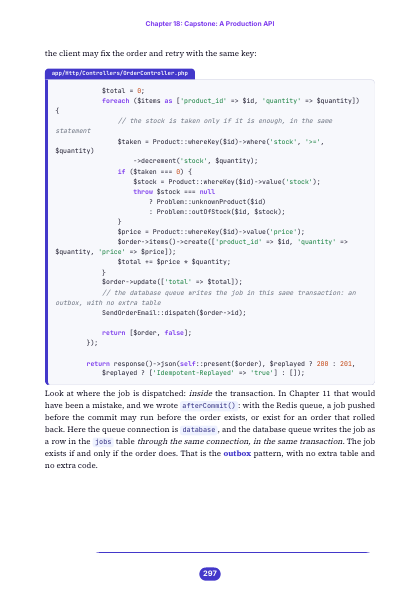 Chapter 18: Capstone: A Production API
the client may fix the order and retry with the same key:
app/Http/Controllers/OrderController.php
$total = 0;
foreach ($items as ['product_id' => $id, 'quantity' => $quantity])
{
// the stock is taken only if it is enough, in the same
statement
$taken = Product::whereKey($id)->where('stock', '>=',
$quantity)
->decrement('stock', $quantity);
if ($taken === 0) {
$stock = Product::whereKey($id)->value('stock');
throw $stock === null
? Problem::unknownProduct($id)
: Problem::outOfStock($id, $stock);
}
$price = Product::whereKey($id)->value('price');
$order->items()->create(['product_id' => $id, 'quantity' =>
$quantity, 'price' => $price]);
$total += $price * $quantity;
}
$order->update(['total' => $total]);
// the database queue writes the job in this same transaction: an
outbox, with no extra table
SendOrderEmail::dispatch($order->id);
return [$order, false];
});
return response()->json(self::present($order), $replayed ? 200 : 201,
$replayed ? ['Idempotent-Replayed' => 'true'] : []);
Look at where the job is dispatched: inside the transaction. In Chapter 11 that would
have been a mistake, and we wrote afterCommit() : with the Redis queue, a job pushed
before the commit may run before the order exists, or exist for an order that rolled
back. Here the queue connection is database , and the database queue writes the job as
a row in the jobs table through the same connection, in the same transaction. The job
exists if and only if the order does. That is the outbox pattern, with no extra table and
no extra code.
297